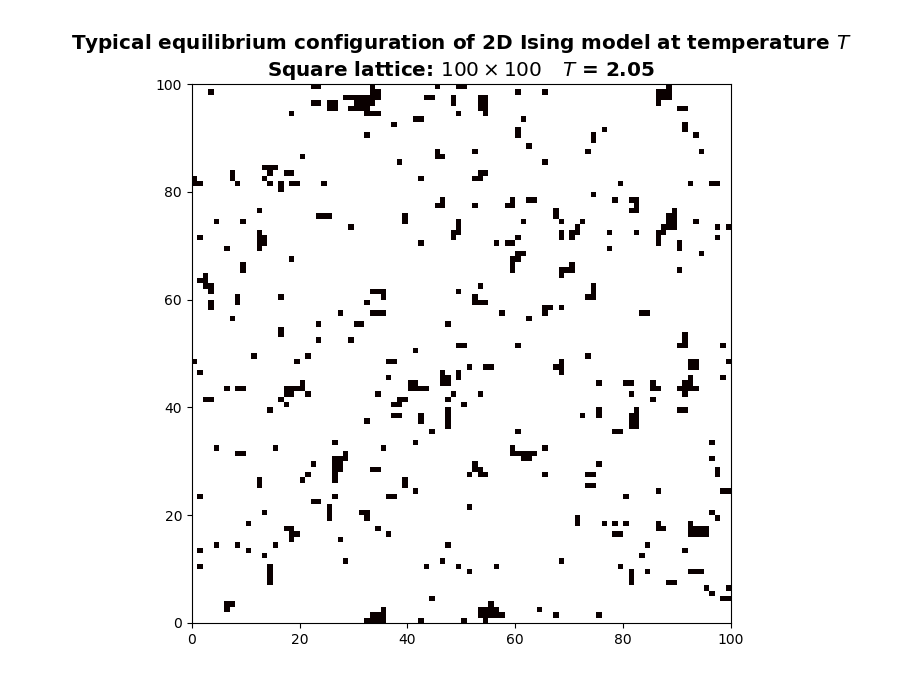 Typical equilibrium configuration of 2D Ising model at temperature T
Square lattice: 100 × 100 T = 2.05
100
80
60
40
20
0
0 20 40 60 80 100